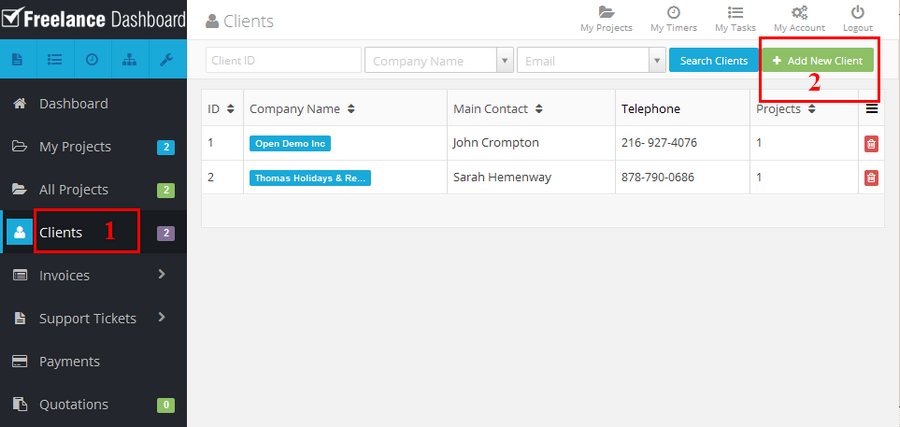 Freelance Dashboard
Clients
My Projects
My Timers
My Tasks
My Account
Logout
Client ID
Company Name
Email
Search Clients
+ Add New Client
2
Dashboard
My Projects 2
All Projects 2
Clients 1 2
Invoices
Support Tickets
Payments
Quotations 0
ID Company Name Main Contact Telephone Projects
1 Open Demo Inc John Crompton 216- 927-4076 1
2 Thomas Holidays & Re... Sarah Hemenway 878-790-0686 1